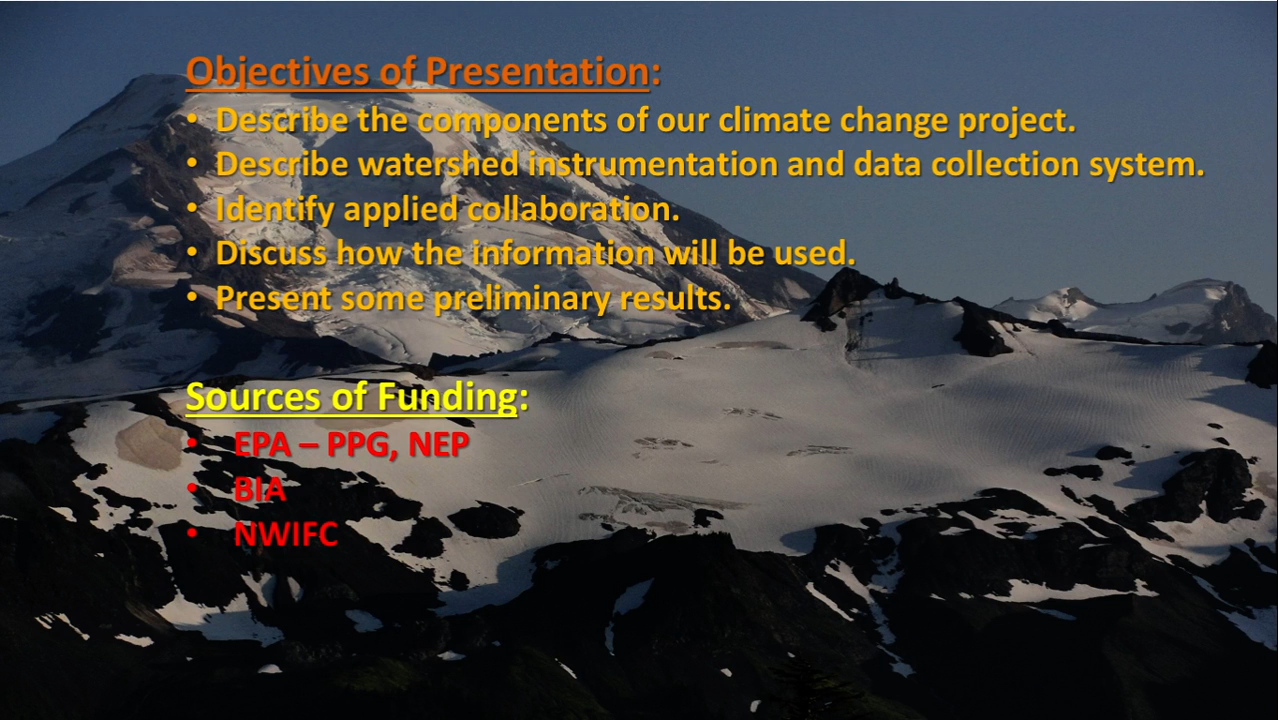 Objectives of Presentation:
• Describe the components of our climate change project.
• Describe watershed instrumentation and data collection system.
• Identify applied collaboration.
• Discuss how the information will be used.
• Present some preliminary results.
Sources of Funding:
• EPA – PPG, NEP
• BIA
• NWIFC